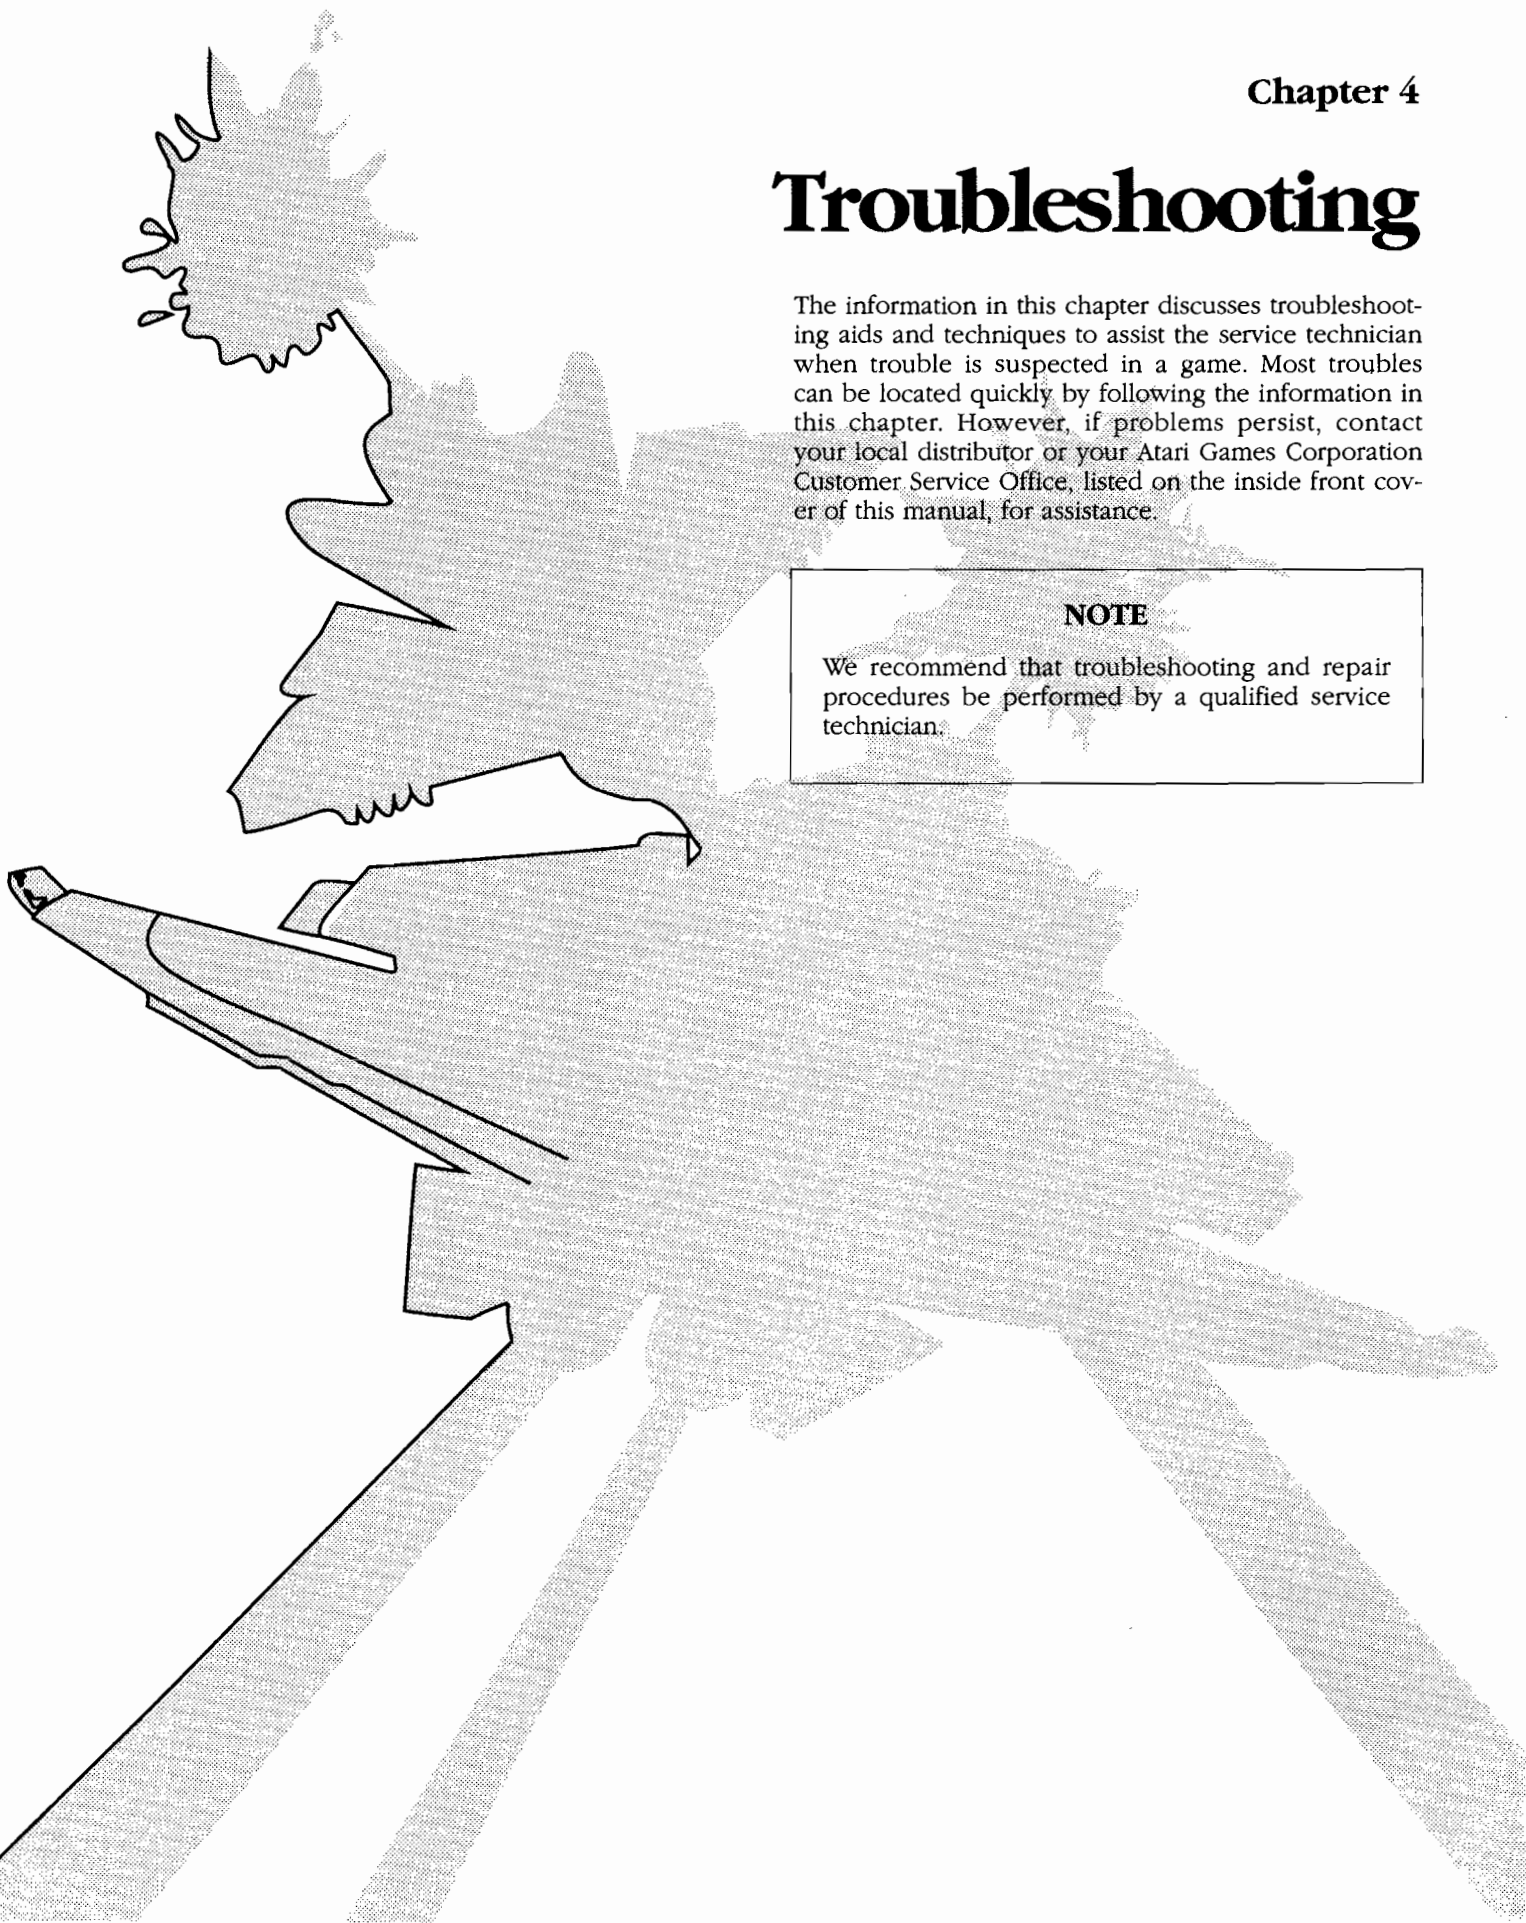 Chapter 4
Troubleshooting
The information in this chapter discusses troubleshoot-
ing aids and techniques to assist the service technician
when trouble is suspected in a game. Most troubles
can be located quickly by following the information in
this chapter. However, if problems persist, contact
your local distributor or your Atari Games Corporation
Customer Service Office, listed on the inside front cov-
er of this manual, for assistance.
NOTE
We recommend that troubleshooting and repair
procedures be performed by a qualified service
technician.